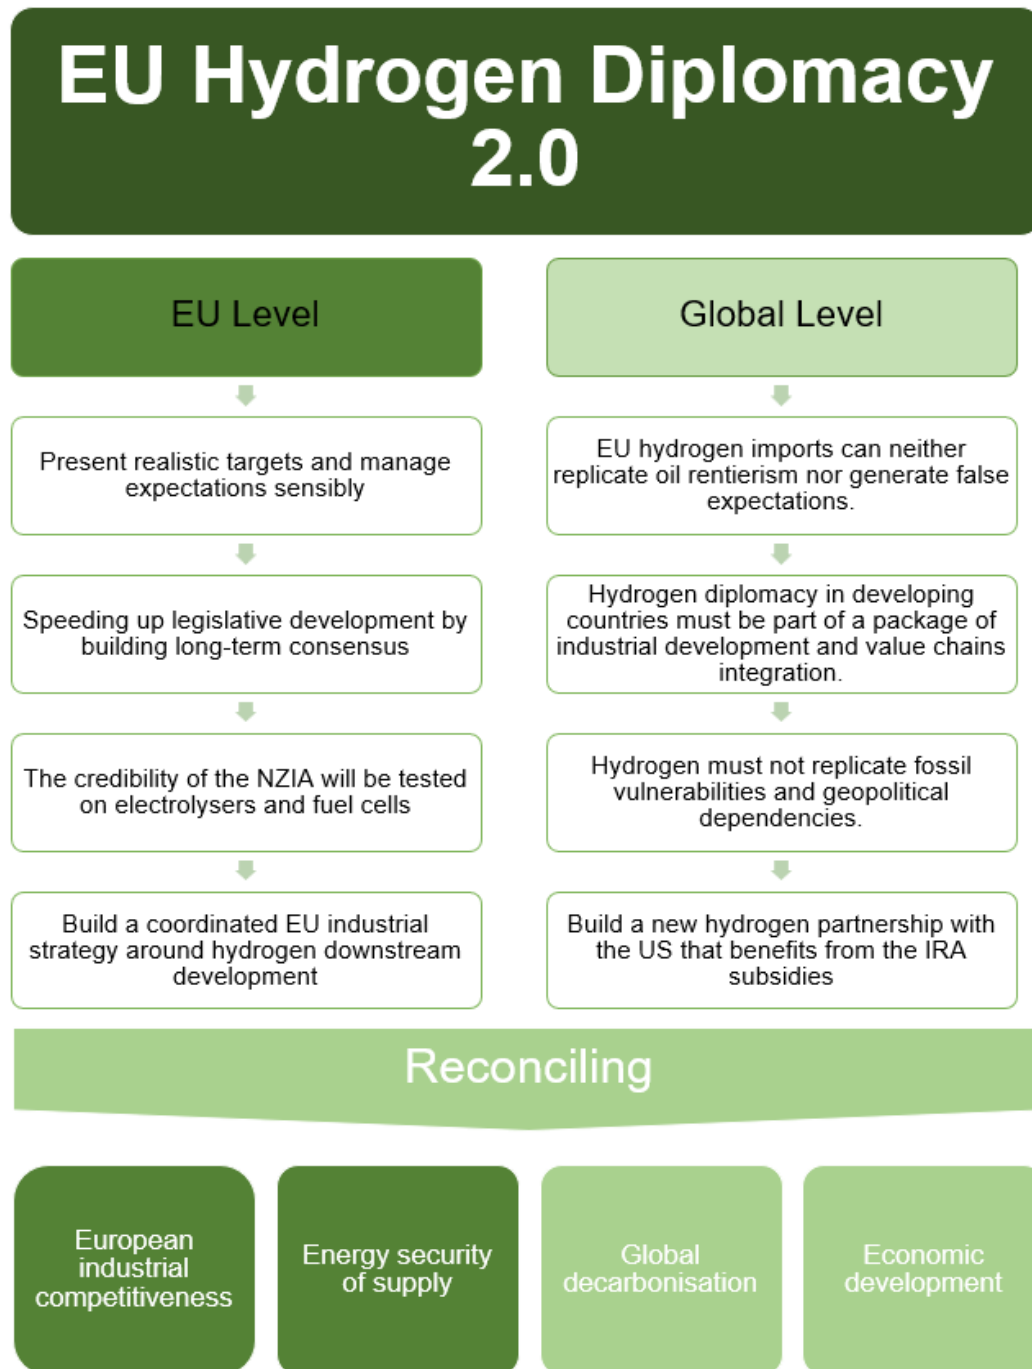 EU Hydrogen Diplomacy
2.0
EU Level
Present realistic targets and manage
expectations sensibly
Speeding up legislative development by
building long-term consensus
The credibility of the NZIA will be tested
on electrolysers and fuel cells
Build a coordinated EU industrial
strategy around hydrogen downstream
development
Global Level
EU hydrogen imports can neither
replicate oil rentierism nor generate false
expectations.
Hydrogen diplomacy in developing
countries must be part of a package of
industrial development and value chains
integration.
Hydrogen must not replicate fossil
vulnerabilities and geopolitical
dependencies.
Build a new hydrogen partnership with
the US that benefits from the IRA
subsidies
Reconciling
European
industrial
competitiveness
Energy security
of supply
Global
decarbonisation
Economic
development